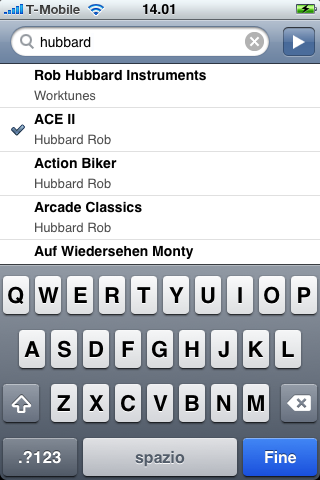 T-Mobile 14.01
hubbard
Rob Hubbard Instruments
Worktunes
ACE II
Hubbard Rob
Action Biker
Hubbard Rob
Arcade Classics
Hubbard Rob
Auf Wiedersehen Monty
Q W E R T Y U I O P
A S D F G H J K L
Z X C V B N M
.?123 spazio Fine